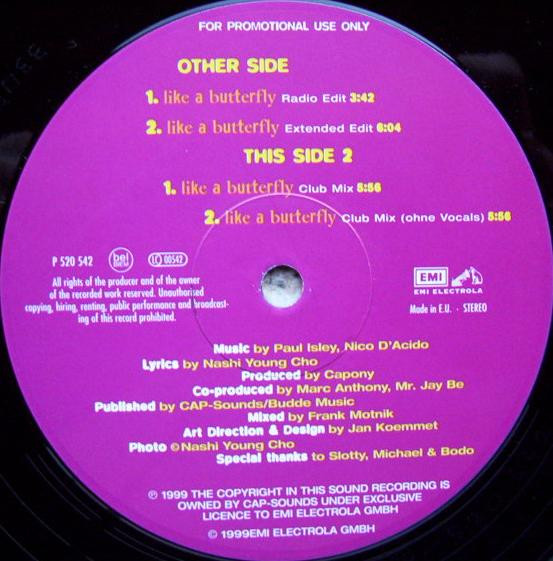 FOR PROMOTIONAL USE ONLY
OTHER SIDE
1. like a butterfly Radio Edit 3:42
2. like a butterfly Extended Edit 6:04
THIS SIDE 2
1. like a butterfly Club Mix 5:56
2. like a butterfly Club Mix (ohne Vocals) 5:56
P 520 542 bel BIEM LC 00542
All rights of the producer and of the owner
of the recorded work reserved. Unauthorised
copying, hiring, renting, public performance and broadcast-
ing of this record prohibited.
EMI
EMI ELECTROLA
Made in E.U. · STEREO
Music by Paul Isley, Nico D'Acido
Lyrics by Nashi Young Cho
Produced by Capony
Co-produced by Marc Anthony, Mr. Jay Be
Published by CAP-Sounds/Budde Music
Mixed by Frank Motnik
Art Direction & Design by Jan Koemmet
Photo © Nashi Young Cho
Special thanks to Slotty, Michael & Bodo
℗ 1999 THE COPYRIGHT IN THIS SOUND RECORDING IS
OWNED BY CAP-SOUNDS UNDER EXCLUSIVE
LICENCE TO EMI ELECTROLA GMBH
© 1999EMI ELECTROLA GMBH